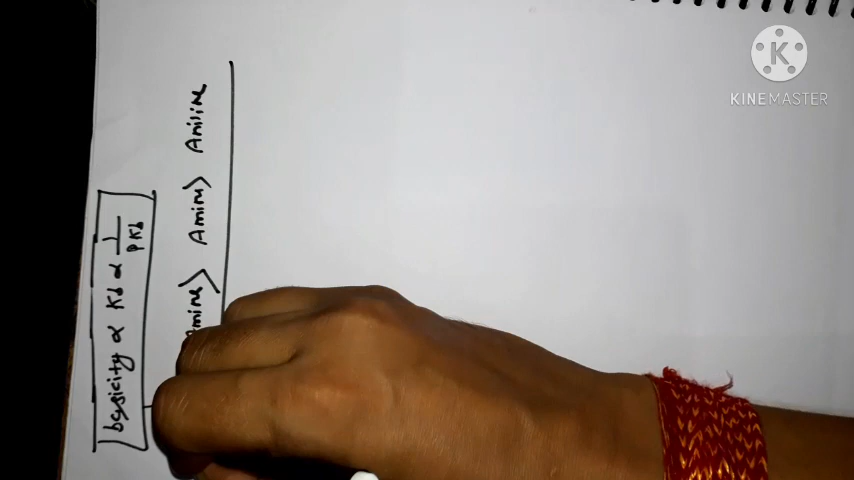 basicity ∝ Kb ∝ 1/PKb
amine > Amine > Aniline
K
KINEMASTER